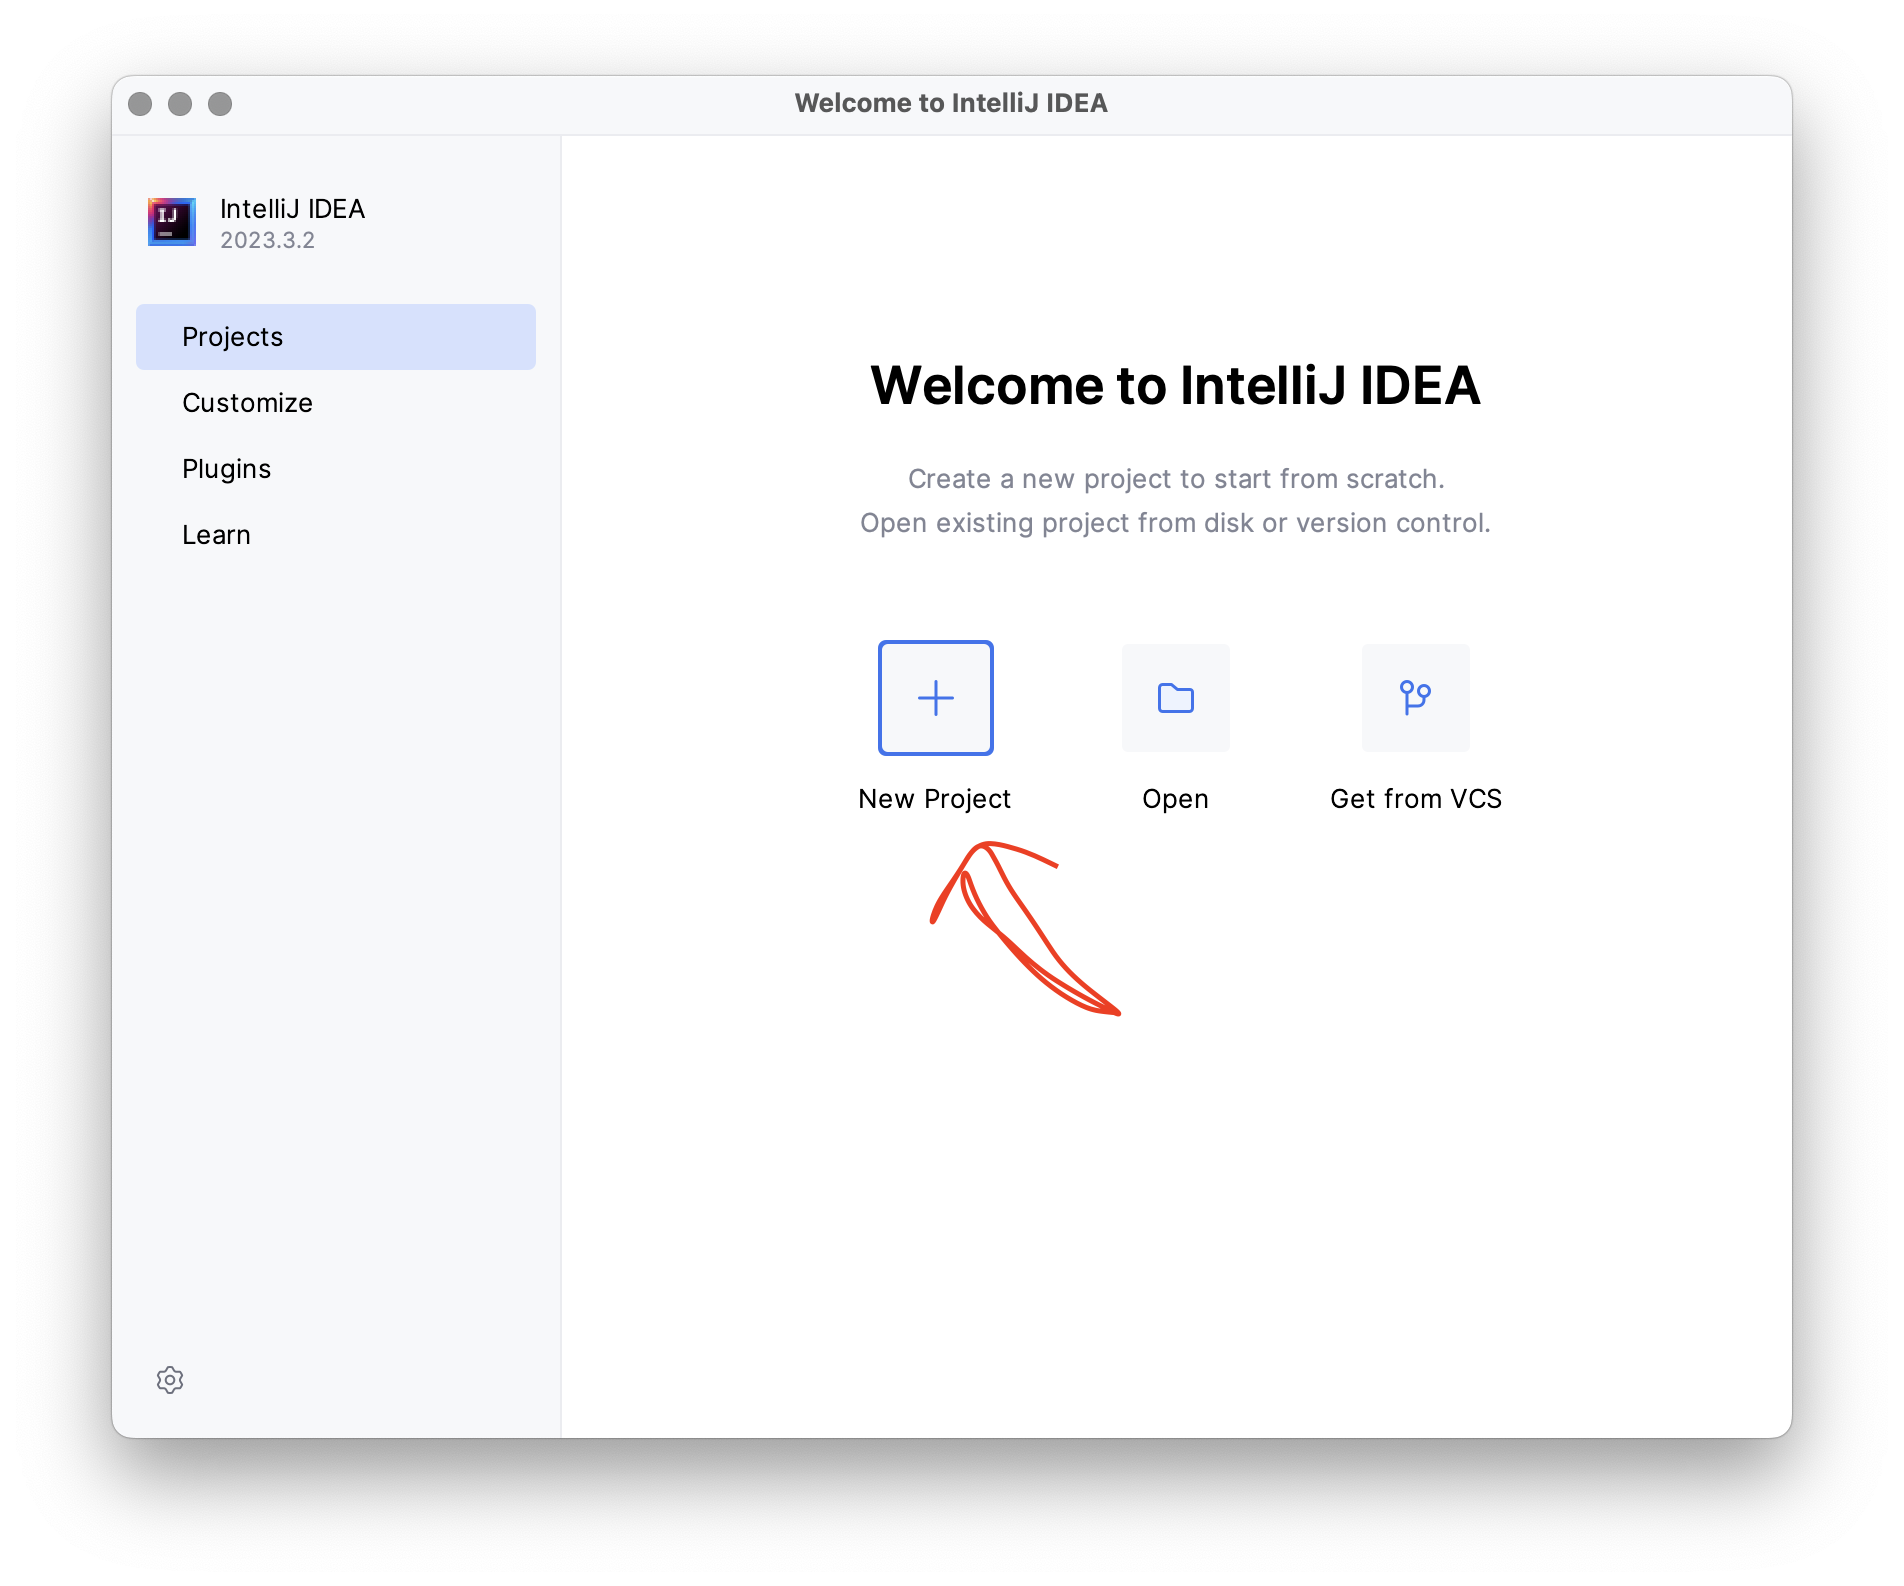 Welcome to IntelliJ IDEA
IJ
IntelliJ IDEA
2023.3.2
Projects
Customize
Plugins
Learn
Welcome to IntelliJ IDEA
Create a new project to start from scratch.
Open existing project from disk or version control.
New Project
Open
Get from VCS